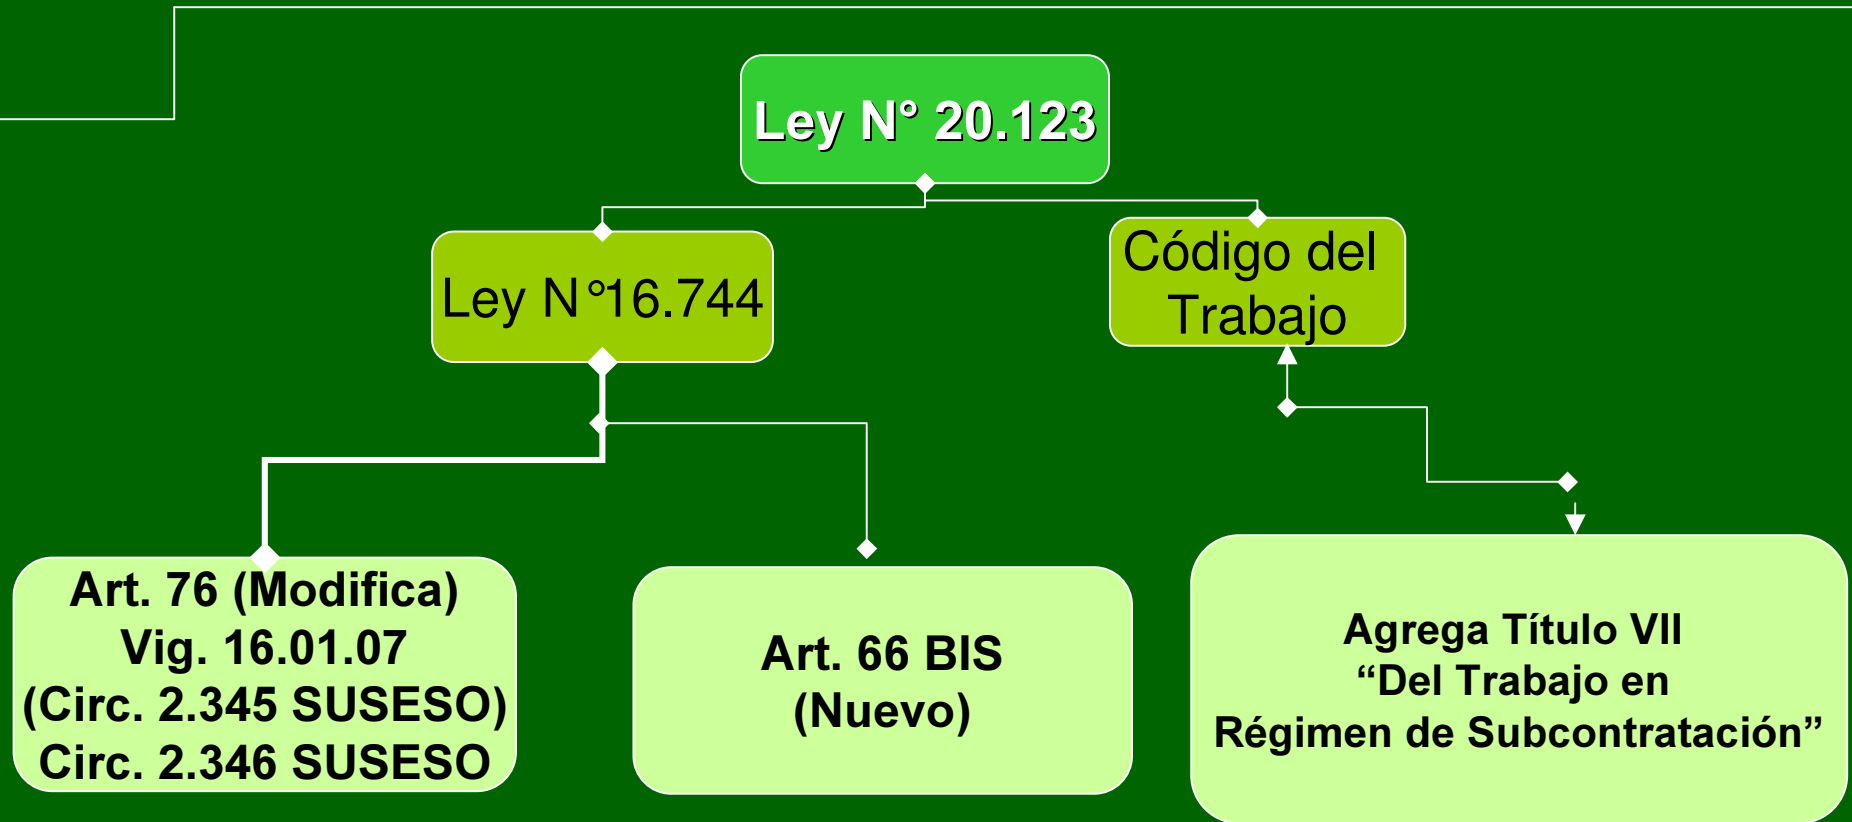 Ley N° 20.123
Ley N°16.744
Código del
Trabajo
Art. 76 (Modifica)
Vig. 16.01.07
(Circ. 2.345 SUSESO)
Circ. 2.346 SUSESO
Art. 66 BIS
(Nuevo)
Agrega Título VII
“Del Trabajo en
Régimen de Subcontratación”